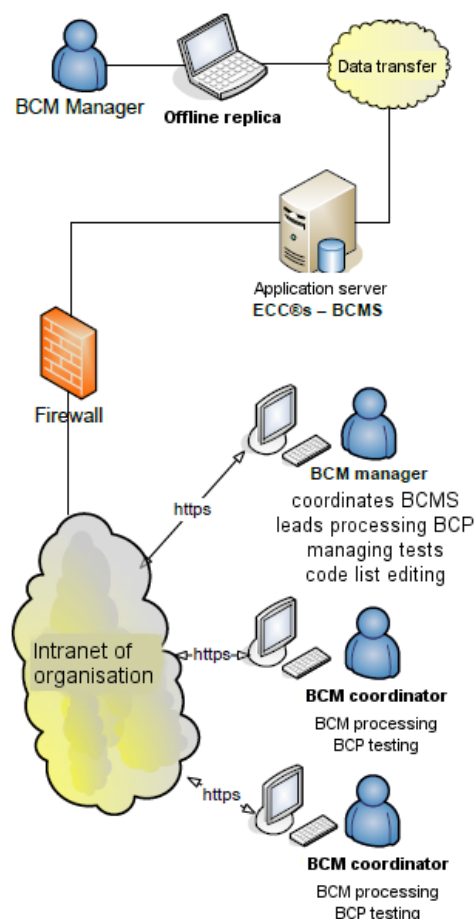 BCM Manager
Offline replica
Data transfer
Application server
ECC®s – BCMS
Firewall
https
BCM manager
coordinates BCMS
leads processing BCP
managing tests
code list editing
Intranet of
organisation
https
BCM coordinator
BCM processing
BCP testing
https
BCM coordinator
BCM processing
BCP testing